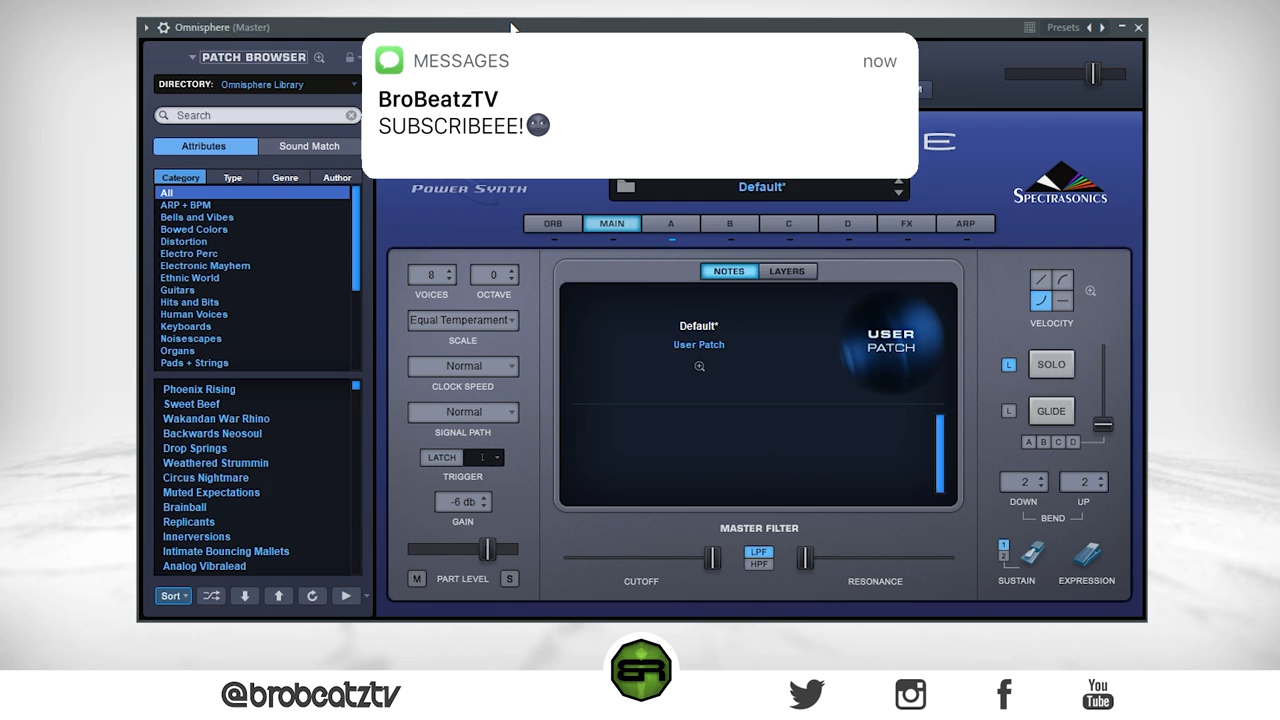 Omnisphere (Master)
Presets
PATCH BROWSER
DIRECTORY: Omnisphere Library
Search
Attributes
Sound Match
Category
Type
Genre
Author
All
ARP + BPM
Bells and Vibes
Bowed Colors
Distortion
Electro Perc
Electronic Mayhem
Ethnic World
Guitars
Hits and Bits
Human Voices
Keyboards
Noisescapes
Organs
Pads + Strings
Phoenix Rising
Sweet Beef
Wakandan War Rhino
Backwards Neosoul
Drop Springs
Weathered Strummin
Circus Nightmare
Muted Expectations
Brainball
Replicants
Innerversions
Intimate Bouncing Mallets
Analog Vibralead
Sort
MESSAGES
now
BroBeatzTV
SUBSCRIBEEE!🌚
E
POWER SYNTH
Default*
SPECTRASONICS
ORB
MAIN
A
B
C
D
FX
ARP
8
0
VOICES
OCTAVE
Equal Temperament
SCALE
Normal
CLOCK SPEED
Normal
SIGNAL PATH
LATCH
TRIGGER
-6 db
GAIN
M
PART LEVEL
S
NOTES
LAYERS
Default*
User Patch
USER
PATCH
MASTER FILTER
CUTOFF
LPF
HPF
RESONANCE
VELOCITY
L
SOLO
L
GLIDE
A B C D
2
2
DOWN
UP
BEND
1
2
SUSTAIN
EXPRESSION
@brobeatztv
BR
You
Tube